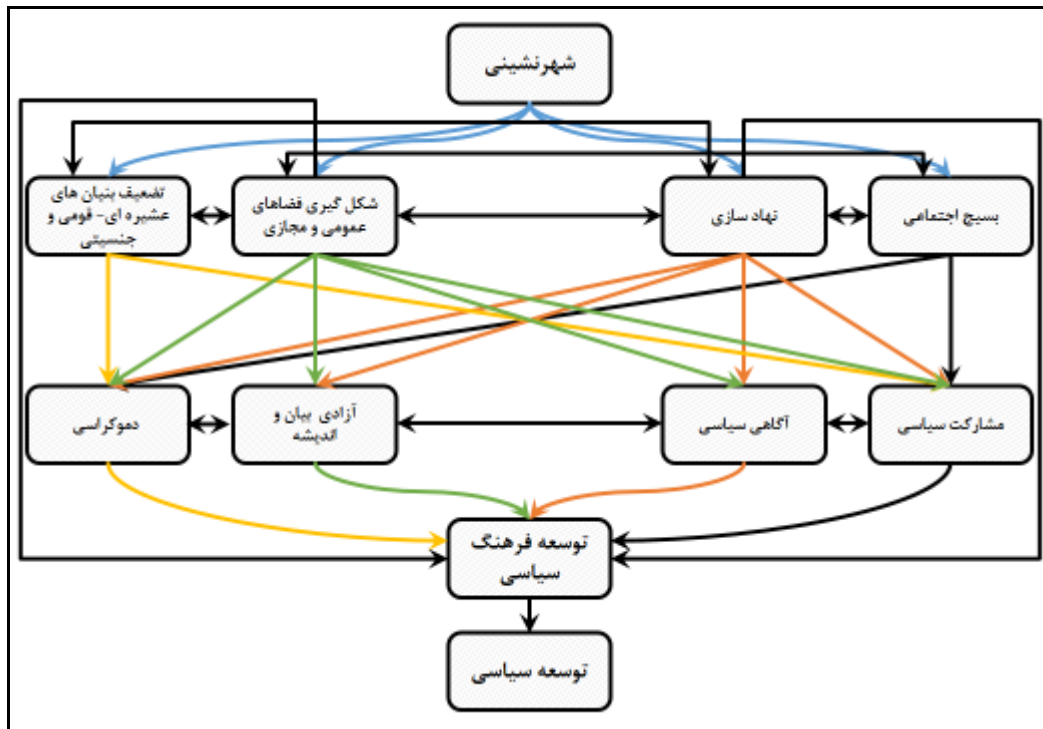 شهرنشینی
بسیج اجتماعی
نهاد سازی
شکل گیری فضاهای
عمومی و مجازی
تضعیف بنیان های
عشیره ای- قومی و
جنسیتی
مشارکت سیاسی
آگاهی سیاسی
آزادی بیان و
اندیشه
دموکراسی
توسعه فرهنگ
سیاسی
توسعه سیاسی